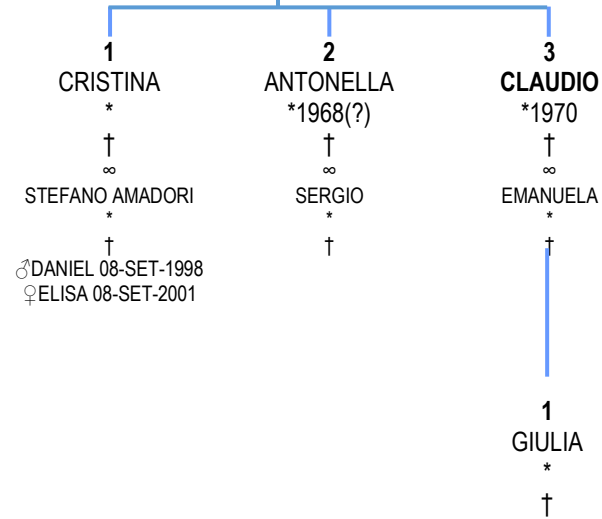 1
CRISTINA
*
†
∞
STEFANO AMADORI
*
†
♂DANIEL 08-SET-1998
♀ELISA 08-SET-2001
2
ANTONELLA
*1968(?)
†
∞
SERGIO
*
†
3
CLAUDIO
*1970
†
∞
EMANUELA
*
†
1
GIULIA
*
†